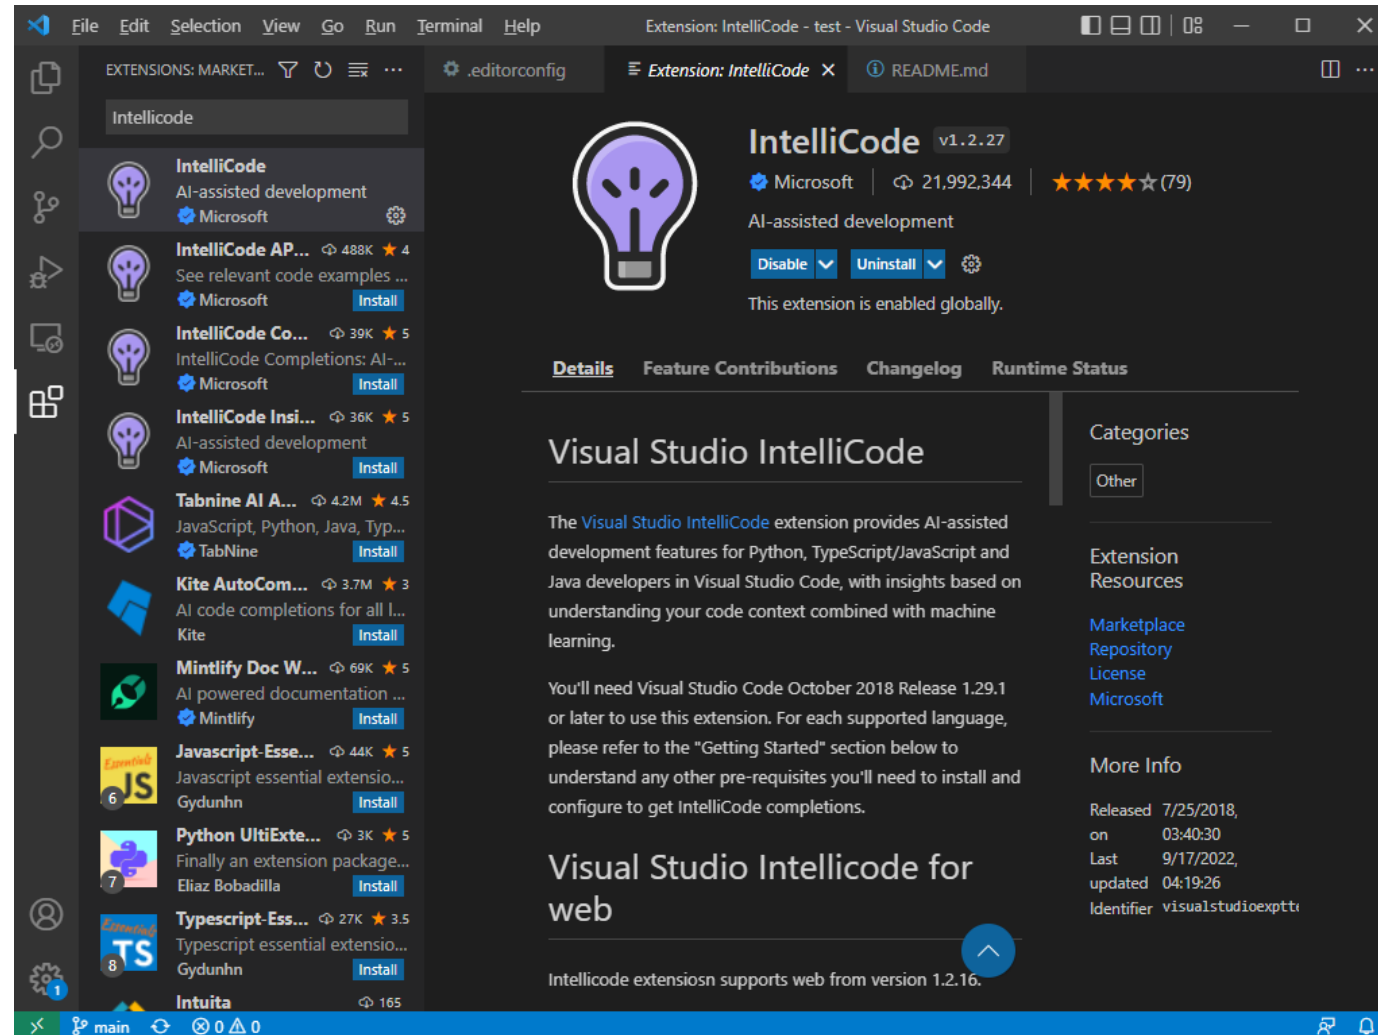 File Edit Selection View Go Run Terminal Help Extension: IntelliCode - test - Visual Studio Code
EXTENSIONS: MARKET...
.editorconfig
Extension: IntelliCode
README.md
Intellicode
IntelliCode
AI-assisted development
Microsoft
IntelliCode AP... 488K 4
See relevant code examples ...
Microsoft Install
IntelliCode Co... 39K 5
IntelliCode Completions: AI-...
Microsoft Install
IntelliCode Insi... 36K 5
AI-assisted development
Microsoft Install
Tabnine AI A... 4.2M 4.5
JavaScript, Python, Java, Typ...
TabNine Install
Kite AutoCom... 3.7M 3
AI code completions for all l...
Kite Install
Mintlify Doc W... 69K 5
AI powered documentation ...
Mintlify Install
Essentials
JS
6
Javascript-Esse... 44K 5
Javascript essential extensio...
Gydunhn Install
7
Python UltiExte... 3K 5
Finally an extension package...
Eliaz Bobadilla Install
Essentials
TS
8
Typescript-Ess... 27K 3.5
Typescript essential extensio...
Gydunhn Install
Intuita 165
IntelliCode v1.2.27
Microsoft 21,992,344 (79)
AI-assisted development
Disable Uninstall
This extension is enabled globally.
Details Feature Contributions Changelog Runtime Status
Visual Studio IntelliCode
The Visual Studio IntelliCode extension provides AI-assisted
development features for Python, TypeScript/JavaScript and
Java developers in Visual Studio Code, with insights based on
understanding your code context combined with machine
learning.
You'll need Visual Studio Code October 2018 Release 1.29.1
or later to use this extension. For each supported language,
please refer to the "Getting Started" section below to
understand any other pre-requisites you'll need to install and
configure to get IntelliCode completions.
Visual Studio Intellicode for
web
Intellicode extensiosn supports web from version 1.2.16.
Categories
Other
Extension
Resources
Marketplace
Repository
License
Microsoft
More Info
Released 7/25/2018,
on 03:40:30
Last 9/17/2022,
updated 04:19:26
Identifier visualstudioexptte
1
main 0 0